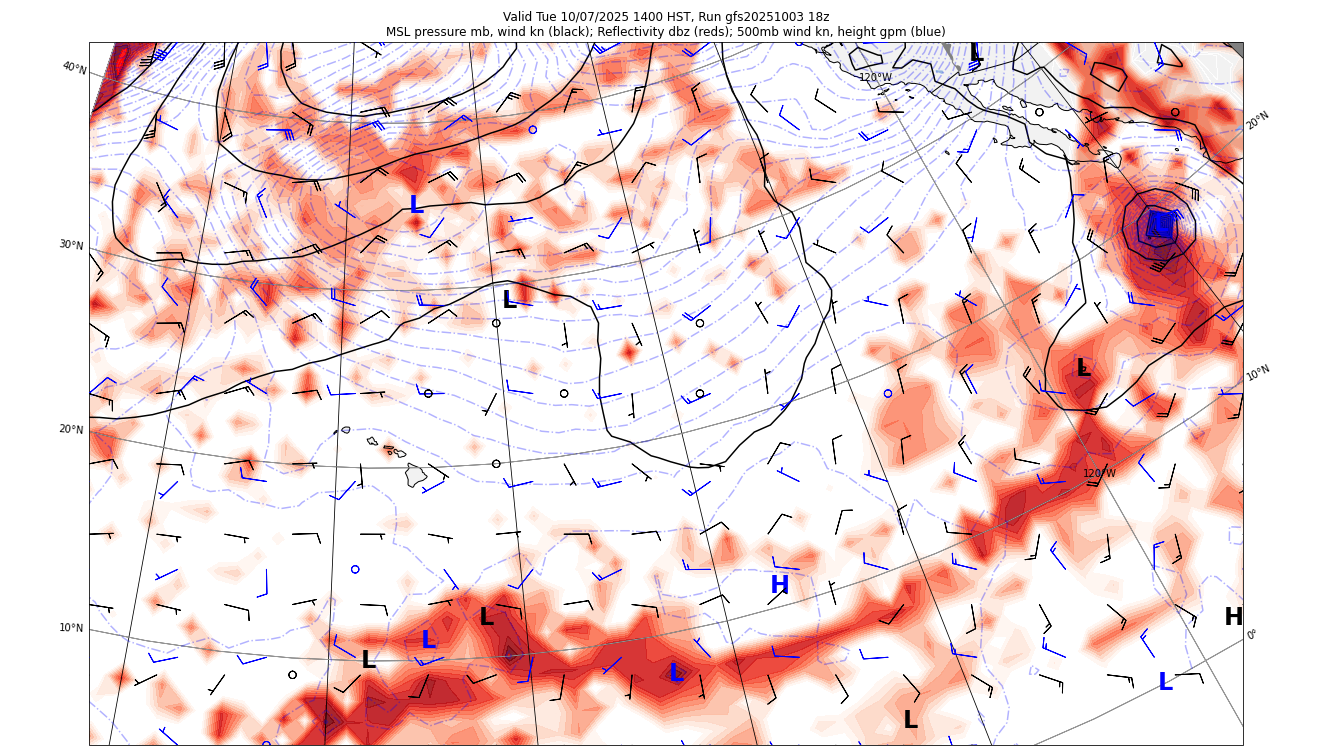 Valid Tue 10/07/2025 1400 HST, Run gfs20251003 18z
MSL pressure mb, wind kn (black); Reflectivity dbz (reds); 500mb wind kn, height gpm (blue)
L
40°N
120°W
20°N
L
30°N
L
L
10°N
20°N
120°W
H
L
H
10°N
L
0°
L
L
L
L